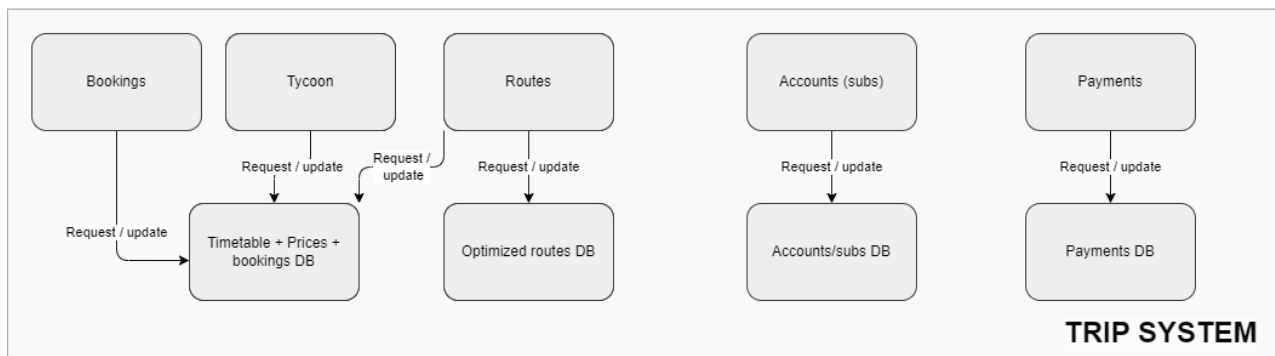 Bookings
Tycoon
Routes
Accounts (subs)
Payments
Request / update
Request /
update
Request / update
Request / update
Request / update
Request / update
Timetable + Prices +
bookings DB
Optimized routes DB
Accounts/subs DB
Payments DB
TRIP SYSTEM